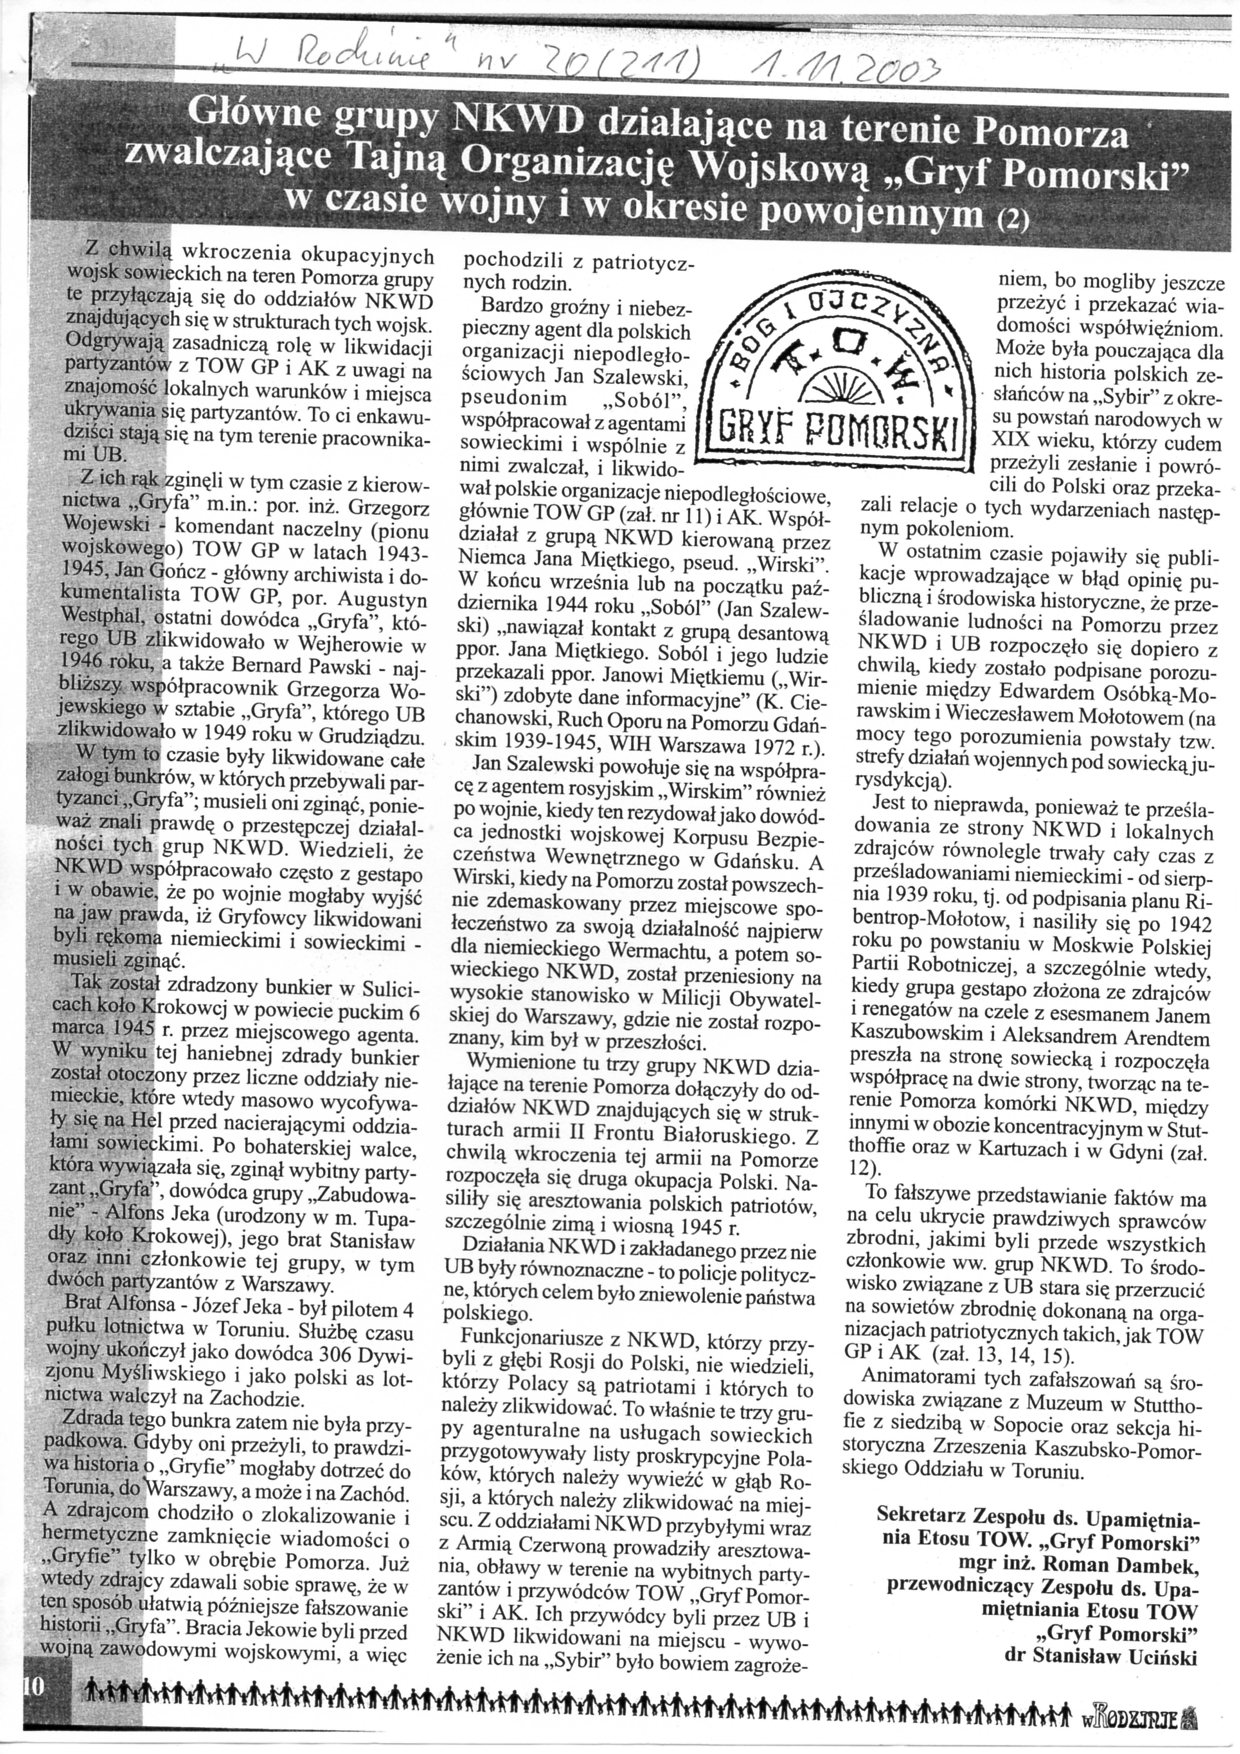 „W Rodzinie" nr 20(211) 1.11.2003
Główne grupy NKWD działające na terenie Pomorza
zwalczające Tajną Organizację Wojskową „Gryf Pomorski”
w czasie wojny i w okresie powojennym (2)
Z chwilą wkroczenia okupacyjnych
wojsk sowieckich na teren Pomorza grupy
te przyłączają się do oddziałów NKWD
znajdujących się w strukturach tych wojsk.
Odgrywają zasadniczą rolę w likwidacji
partyzantów z TOW GP i AK z uwagi na
znajomość lokalnych warunków i miejsca
ukrywania się partyzantów. To ci enkawu-
dziści stają się na tym terenie pracownika-
mi UB.
Z ich rąk zginęli w tym czasie z kierow-
nictwa „Gryfa” m.in.: por. inż. Grzegorz
Wojewski - komendant naczelny (pionu
wojskowego) TOW GP w latach 1943-
1945, Jan Gończ - główny archiwista i do-
kumentalista TOW GP, por. Augustyn
Westphal, ostatni dowódca „Gryfa”, któ-
rego UB zlikwidowało w Wejherowie w
1946 roku, a także Bernard Pawski - naj-
bliższy współpracownik Grzegorza Wo-
jewskiego w sztabie „Gryfa”, którego UB
zlikwidowało w 1949 roku w Grudziądzu.
W tym to czasie były likwidowane całe
załogi bunkrów, w których przebywali par-
tyzanci „Gryfa”; musieli oni zginąć, ponie-
waż znali prawdę o przestępczej działal-
ności tych grup NKWD. Wiedzieli, że
NKWD współpracowało często z gestapo
i w obawie, że po wojnie mogłaby wyjść
na jaw prawda, iż Gryfowcy likwidowani
byli rękoma niemieckimi i sowieckimi -
musieli zginąć.
Tak został zdradzony bunkier w Sulici-
cach koło Krokowej w powiecie puckim 6
marca 1945 r. przez miejscowego agenta.
W wyniku tej haniebnej zdrady bunkier
został otoczony przez liczne oddziały nie-
mieckie, które wtedy masowo wycofywa-
ły się na Hel przed nacierającymi oddzia-
łami sowieckimi. Po bohaterskiej walce,
która wywiązała się, zginął wybitny party-
zant „Gryfa”, dowódca grupy „Zabudowa-
nie” - Alfons Jeka (urodzony w m. Tupa-
dły koło Krokowej), jego brat Stanisław
oraz inni członkowie tej grupy, w tym
dwóch partyzantów z Warszawy.
Brat Alfonsa - Józef Jeka - był pilotem 4
pułku lotnictwa w Toruniu. Służbę czasu
wojny ukończył jako dowódca 306 Dywi-
zjonu Myśliwskiego i jako polski as lot-
nictwa walczył na Zachodzie.
Zdrada tego bunkra zatem nie była przy-
padkowa. Gdyby oni przeżyli, to prawdzi-
wa historia o „Gryfie” mogłaby dotrzeć do
Torunia, do Warszawy, a może i na Zachód.
A zdrajcom chodziło o zlokalizowanie i
hermetyczne zamknięcie wiadomości o
„Gryfie” tylko w obrębie Pomorza. Już
wtedy zdrajcy zdawali sobie sprawę, że w
ten sposób ułatwią późniejsze fałszowanie
historii „Gryfa”. Bracia Jekowie byli przed
wojną zawodowymi wojskowymi, a więc
pochodzili z patriotycz-
nych rodzin.
Bardzo groźny i niebez-
pieczny agent dla polskich
organizacji niepodległo-
ściowych Jan Szalewski,
pseudonim „Soból”,
współpracował z agentami
sowieckimi i wspólnie z
nimi zwalczał, i likwido-
wał polskie organizacje niepodległościowe,
głównie TOW GP (zał. nr 11) i AK. Współ-
działał z grupą NKWD kierowaną przez
Niemca Jana Miętkiego, pseud. „Wirski”.
W końcu września lub na początku paź-
dziernika 1944 roku „Soból” (Jan Szalew-
ski) „nawiązał kontakt z grupą desantową
ppor. Jana Miętkiego. Soból i jego ludzie
przekazali ppor. Janowi Miętkiemu („Wir-
ski”) zdobyte dane informacyjne” (K. Cie-
chanowski, Ruch Oporu na Pomorzu Gdań-
skim 1939-1945, WIH Warszawa 1972 r.).
Jan Szalewski powołuje się na współpra-
cę z agentem rosyjskim „Wirskim” również
po wojnie, kiedy ten rezydował jako dowód-
ca jednostki wojskowej Korpusu Bezpie-
czeństwa Wewnętrznego w Gdańsku. A
Wirski, kiedy na Pomorzu został powszech-
nie zdemaskowany przez miejscowe spo-
łeczeństwo za swoją działalność najpierw
dla niemieckiego Wermachtu, a potem so-
wieckiego NKWD, został przeniesiony na
wysokie stanowisko w Milicji Obywatel-
skiej do Warszawy, gdzie nie został rozpo-
znany, kim był w przeszłości.
Wymienione tu trzy grupy NKWD dzia-
łające na terenie Pomorza dołączyły do od-
działów NKWD znajdujących się w struk-
turach armii II Frontu Białoruskiego. Z
chwilą wkroczenia tej armii na Pomorze
rozpoczęła się druga okupacja Polski. Na-
siliły się aresztowania polskich patriotów,
szczególnie zimą i wiosną 1945 r.
Działania NKWD i zakładanego przez nie
UB były równoznaczne - to policje politycz-
ne, których celem było zniewolenie państwa
polskiego.
Funkcjonariusze z NKWD, którzy przy-
byli z głębi Rosji do Polski, nie wiedzieli,
którzy Polacy są patriotami i których to
należy zlikwidować. To właśnie te trzy gru-
py agenturalne na usługach sowieckich
przygotowywały listy proskrypcyjne Pola-
ków, których należy wywieźć w głąb Ro-
sji, a których należy zlikwidować na miej-
scu. Z oddziałami NKWD przybyłymi wraz
z Armią Czerwoną prowadziły aresztowa-
nia, obławy w terenie na wybitnych party-
zantów i przywódców TOW „Gryf Pomor-
ski” i AK. Ich przywódcy byli przez UB i
NKWD likwidowani na miejscu - wywo-
żenie ich na „Sybir” było bowiem zagroże-
BÓG I OJCZYZNA
T.O.W.
GRYF POMORSKI
niem, bo mogliby jeszcze
przeżyć i przekazać wia-
domości współwięźniom.
Może była pouczająca dla
nich historia polskich ze-
słańców na „Sybir” z okre-
su powstań narodowych w
XIX wieku, którzy cudem
przeżyli zesłanie i powró-
cili do Polski oraz przeka-
zali relacje o tych wydarzeniach następ-
nym pokoleniom.
W ostatnim czasie pojawiły się publi-
kacje wprowadzające w błąd opinię pu-
bliczną i środowiska historyczne, że prze-
śladowanie ludności na Pomorzu przez
NKWD i UB rozpoczęło się dopiero z
chwilą, kiedy zostało podpisane porozu-
mienie między Edwardem Osóbką-Mo-
rawskim i Wieczesławem Mołotowem (na
mocy tego porozumienia powstały tzw.
strefy działań wojennych pod sowiecką ju-
rysdykcją).
Jest to nieprawda, ponieważ te prześla-
dowania ze strony NKWD i lokalnych
zdrajców równolegle trwały cały czas z
prześladowaniami niemieckimi - od sierp-
nia 1939 roku, tj. od podpisania planu Ri-
bentrop-Mołotow, i nasiliły się po 1942
roku po powstaniu w Moskwie Polskiej
Partii Robotniczej, a szczególnie wtedy,
kiedy grupa gestapo złożona ze zdrajców
i renegatów na czele z esesmanem Janem
Kaszubowskim i Aleksandrem Arendtem
preszła na stronę sowiecką i rozpoczęła
współpracę na dwie strony, tworząc na te-
renie Pomorza komórki NKWD, między
innymi w obozie koncentracyjnym w Stut-
thoffie oraz w Kartuzach i w Gdyni (zał.
12).
To fałszywe przedstawianie faktów ma
na celu ukrycie prawdziwych sprawców
zbrodni, jakimi byli przede wszystkich
członkowie ww. grup NKWD. To środo-
wisko związane z UB stara się przerzucić
na sowietów zbrodnię dokonaną na orga-
nizacjach patriotycznych takich, jak TOW
GP i AK (zał. 13, 14, 15).
Animatorami tych zafałszowań są śro-
dowiska związane z Muzeum w Stuttho-
fie z siedzibą w Sopocie oraz sekcja hi-
storyczna Zrzeszenia Kaszubsko-Pomor-
skiego Oddziału w Toruniu.
Sekretarz Zespołu ds. Upamiętnia-
nia Etosu TOW. „Gryf Pomorski”
mgr inż. Roman Dambek,
przewodniczący Zespołu ds. Upa-
miętniania Etosu TOW
„Gryf Pomorski”
dr Stanisław Uciński
10
w RODZINIE